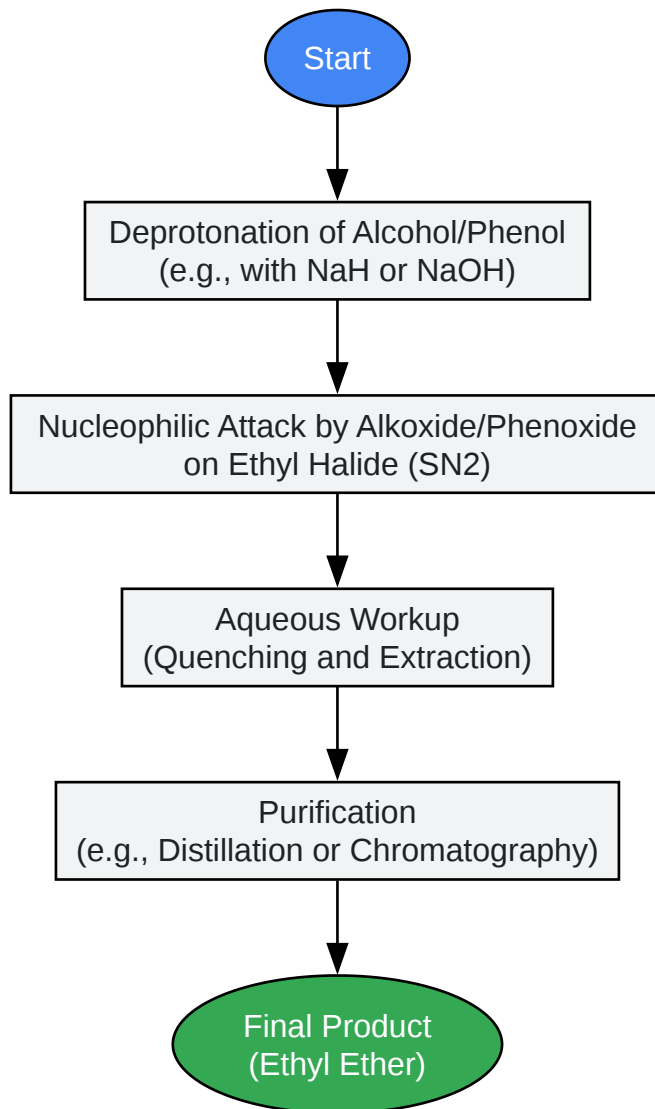 Start
Deprotonation of Alcohol/Phenol
(e.g., with NaH or NaOH)
Nucleophilic Attack by Alkoxide/Phenoxide
on Ethyl Halide (SN2)
Aqueous Workup
(Quenching and Extraction)
Purification
(e.g., Distillation or Chromatography)
Final Product
(Ethyl Ether)